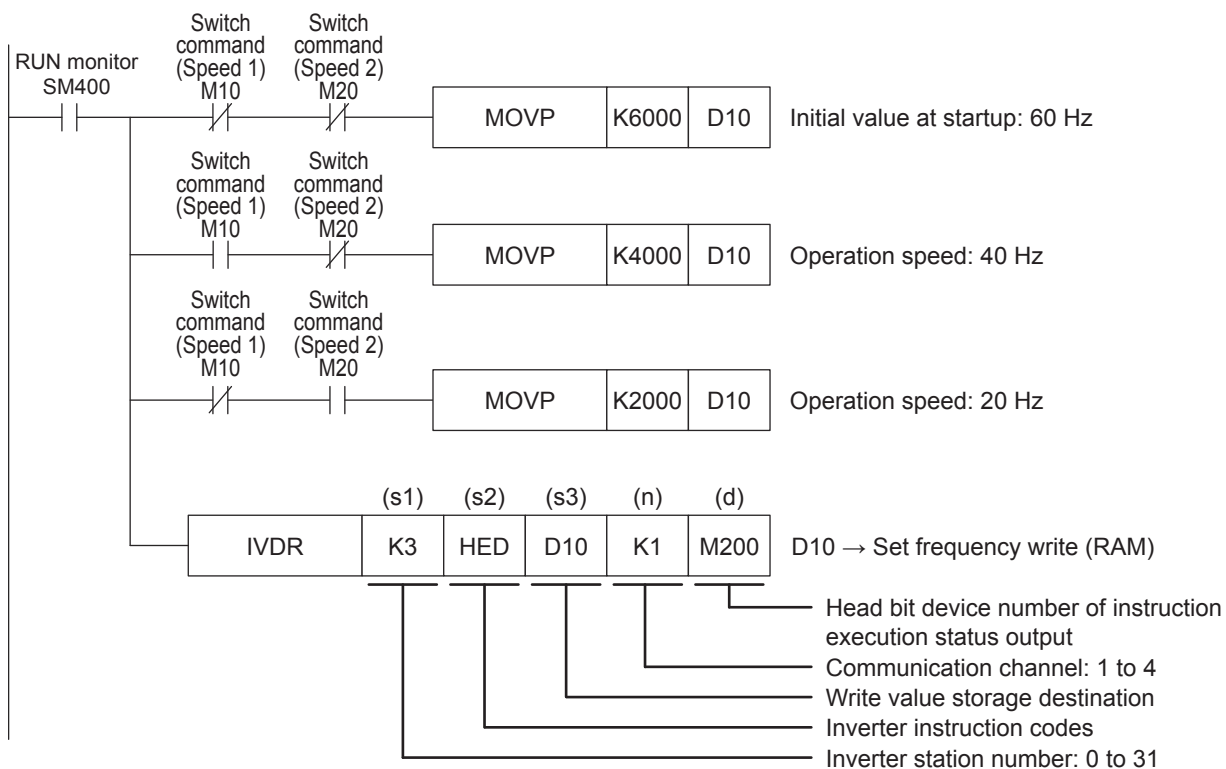 RUN monitor
SM400
Switch
command
(Speed 1)
M10
Switch
command
(Speed 2)
M20
MOVP K6000 D10 Initial value at startup: 60 Hz
Switch
command
(Speed 1)
M10
Switch
command
(Speed 2)
M20
MOVP K4000 D10 Operation speed: 40 Hz
Switch
command
(Speed 1)
M10
Switch
command
(Speed 2)
M20
MOVP K2000 D10 Operation speed: 20 Hz
(s1) (s2) (s3) (n) (d)
IVDR K3 HED D10 K1 M200 D10 → Set frequency write (RAM)
Head bit device number of instruction
execution status output
Communication channel: 1 to 4
Write value storage destination
Inverter instruction codes
Inverter station number: 0 to 31